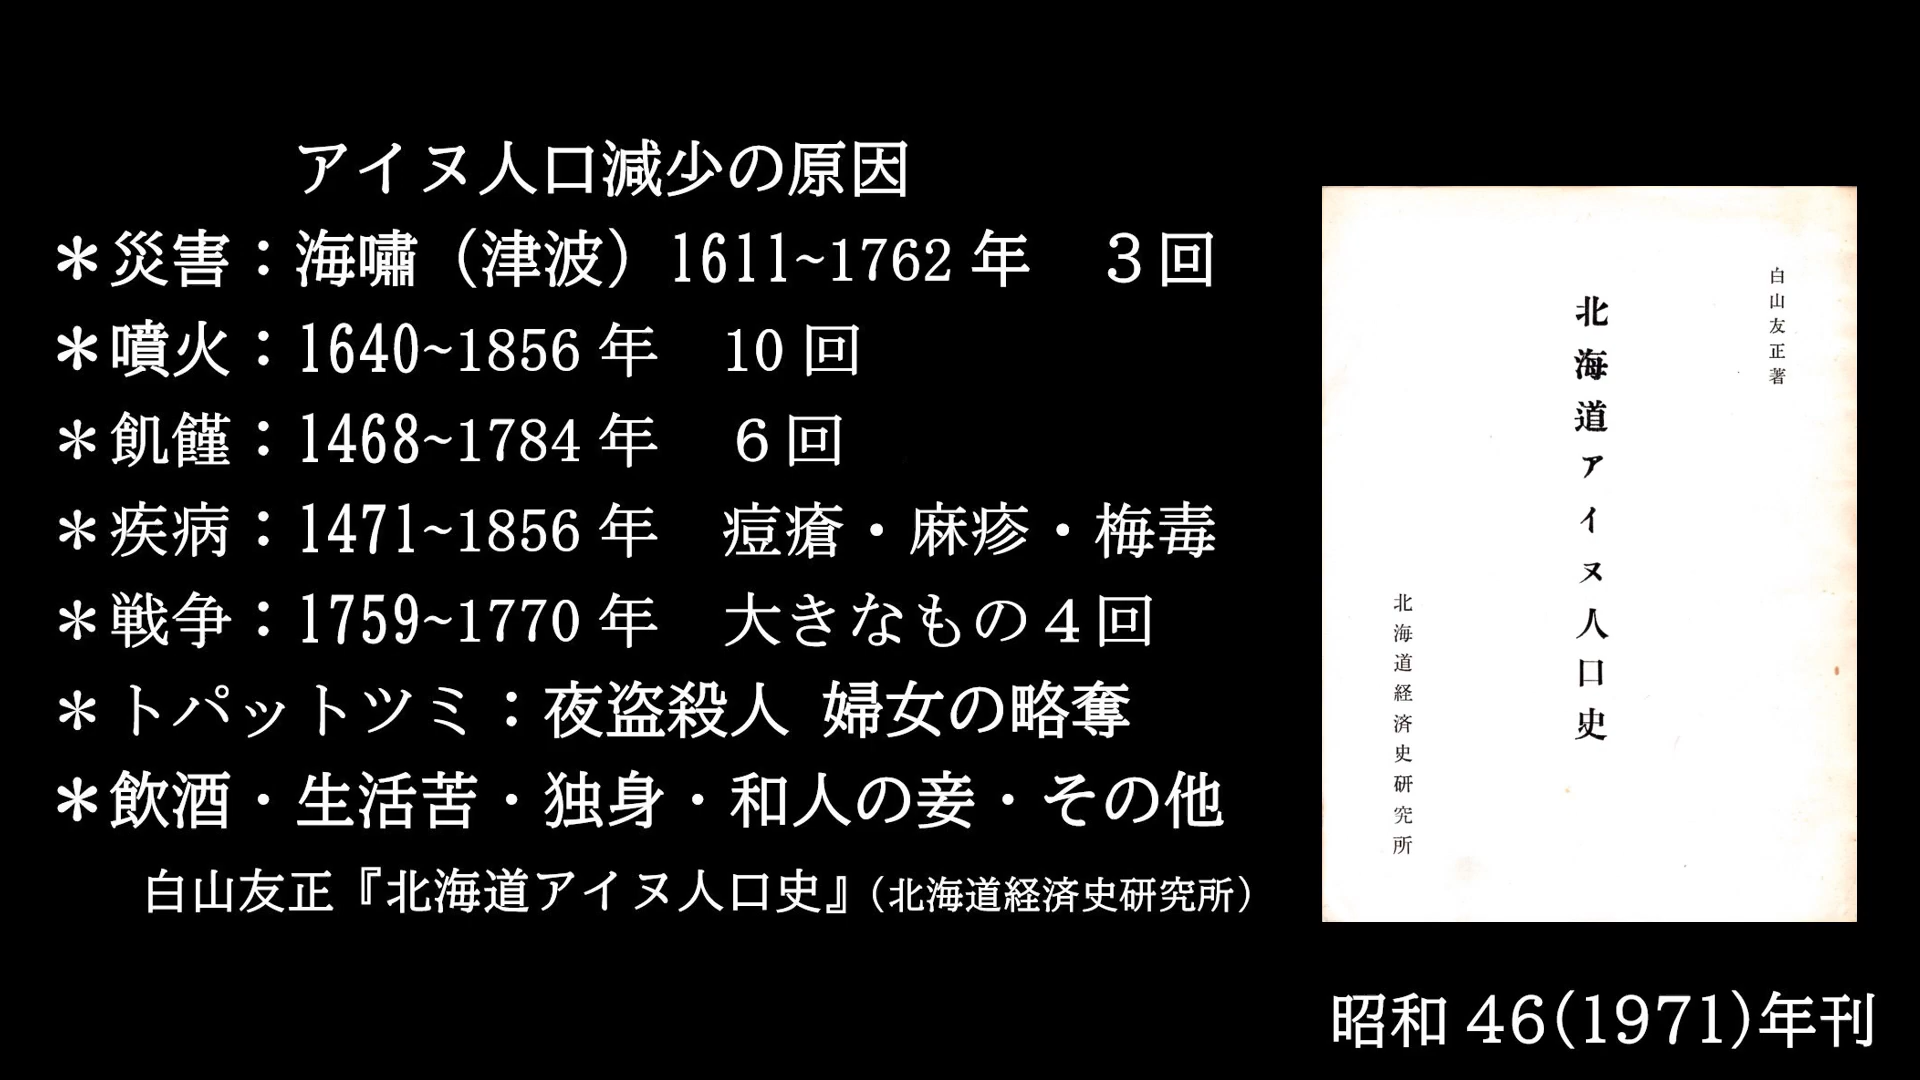 アイヌ人口減少の原因
＊災害：海嘯（津波）1611~1762年　３回
＊噴火：1640~1856年　10回
＊飢饉：1468~1784年　６回
＊疾病：1471~1856年　痘瘡・麻疹・梅毒
＊戦争：1759~1770年　大きなもの４回
＊トパットツミ：夜盗殺人 婦女の略奪
＊飲酒・生活苦・独身・和人の妾・その他
白山友正『北海道アイヌ人口史』（北海道経済史研究所）
白山友正著
北海道アイヌ人口史
北海道経済史研究所
昭和46(1971)年刊